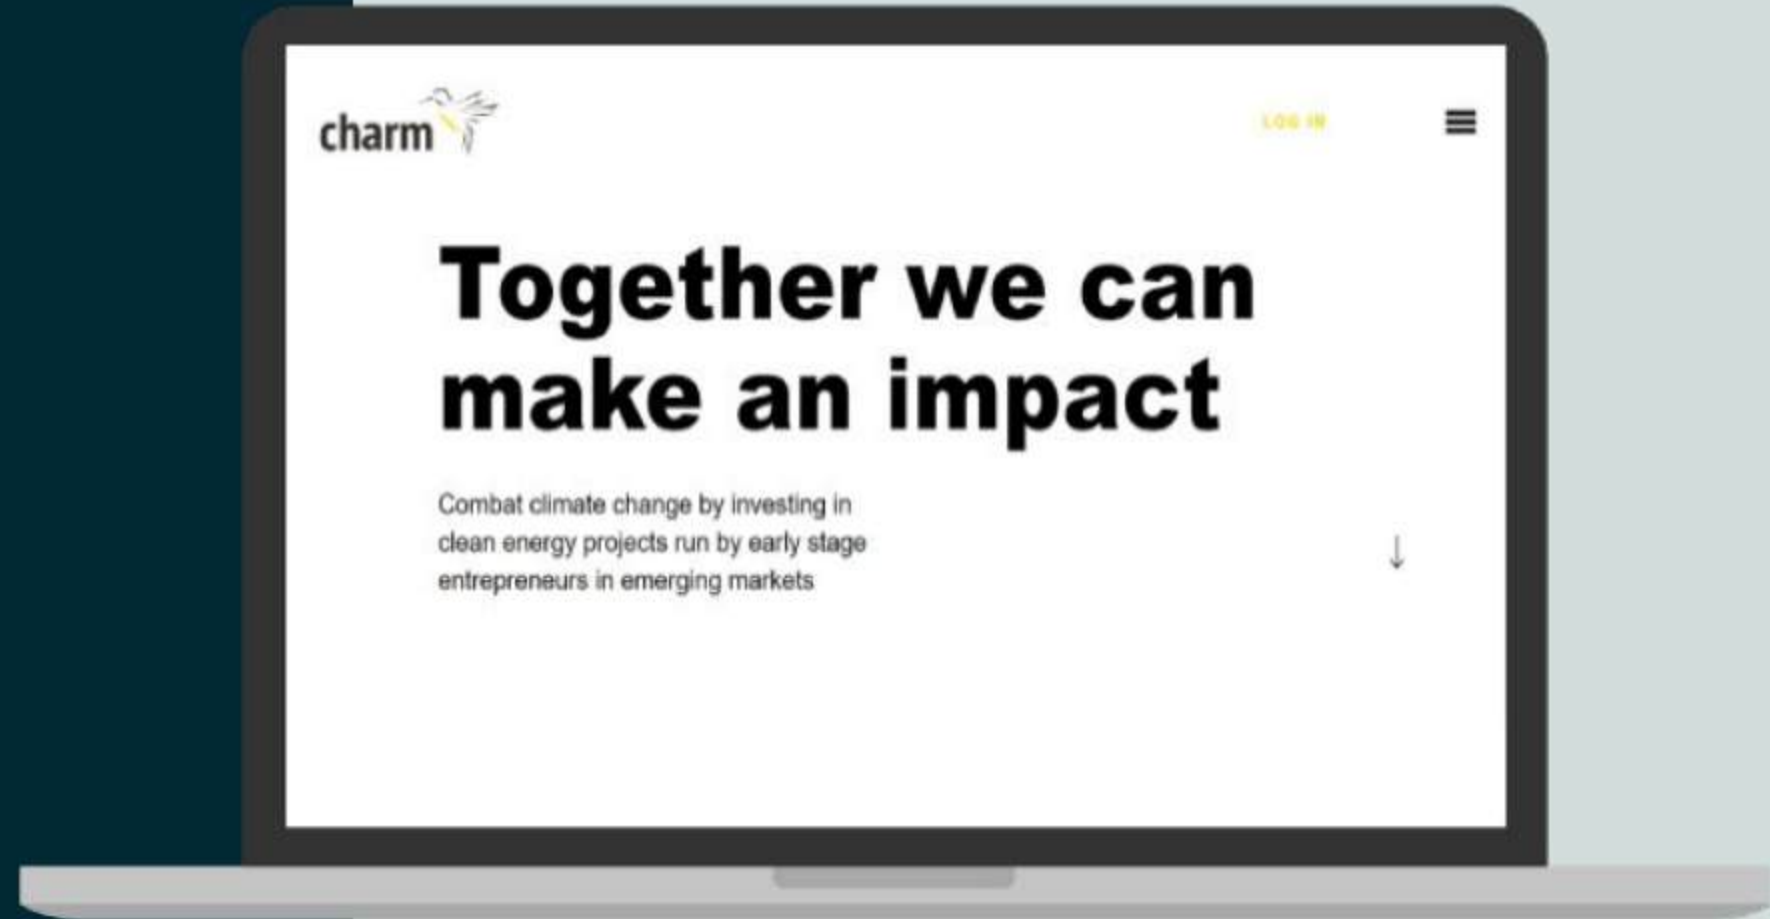 charm
LOG IN
Together we can
make an impact
Combat climate change by investing in
clean energy projects run by early stage
entrepreneurs in emerging markets